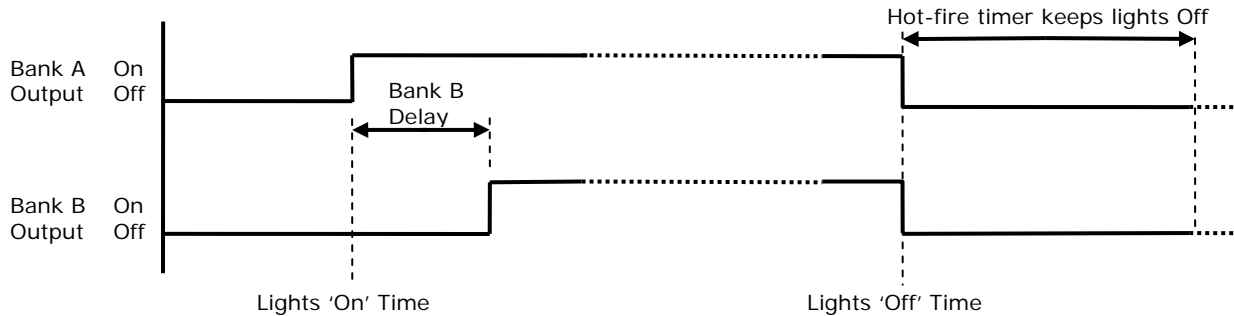 Hot-fire timer keeps lights Off
Bank A On
Output Off
Bank B
Delay
Bank B On
Output Off
Lights ‘On’ Time
Lights ‘Off’ Time